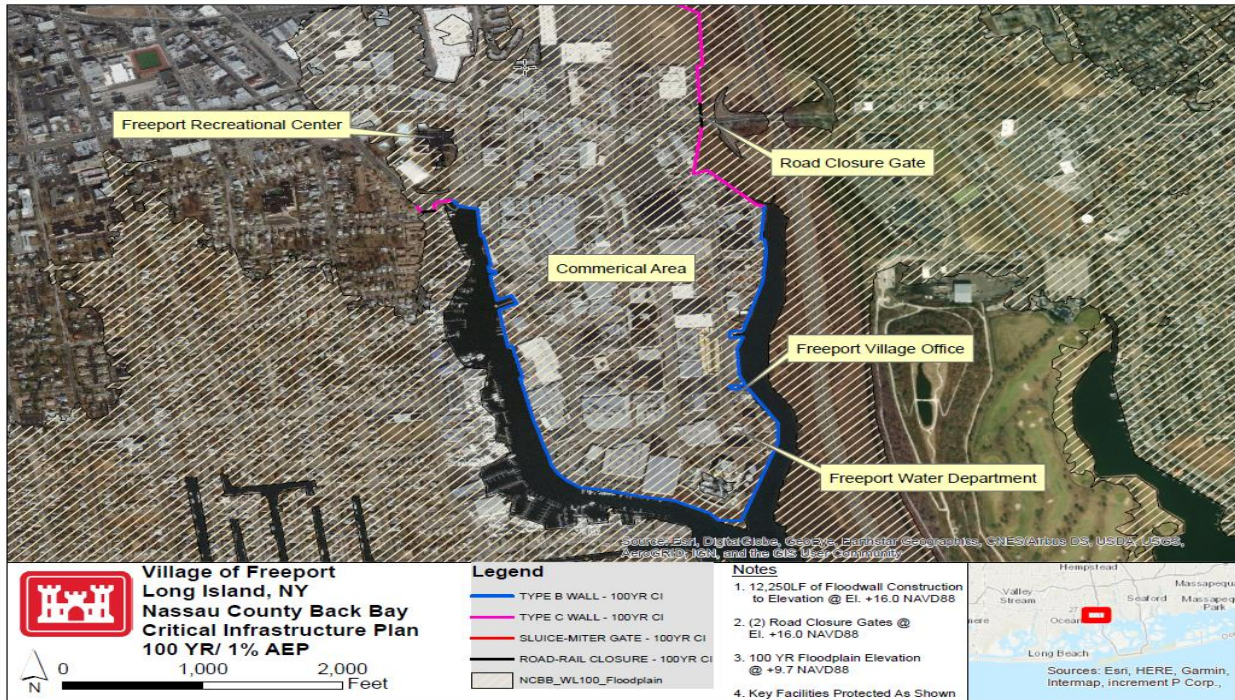 Freeport Recreational Center
Road Closure Gate
Commerical Area
Freeport Village Office
Freeport Water Department
Source: Esri, DigitalGlobe, GeoEye, Earthstar Geographics, CNES/Airbus DS, USDA, USGS,
AeroGRID, IGN, and the GIS User Community
Village of Freeport
Long Island, NY
Nassau County Back Bay
Critical Infrastructure Plan
100 YR/ 1% AEP
N
0 1,000 2,000
Feet
Legend
TYPE B WALL - 100YR CI
TYPE C WALL - 100YR CI
SLUICE-MITER GATE - 100YR CI
ROAD-RAIL CLOSURE - 100YR CI
NCBB_WL100_Floodplain
Notes
1. 12,250LF of Floodwall Construction
to Elevation @ El. +16.0 NAVD88
2. (2) Road Closure Gates @
El. +16.0 NAVD88
3. 100 YR Floodplain Elevation
@ +9.7 NAVD88
4. Key Facilities Protected As Shown
Hempstead
Valley
Stream
Massapequa
Seaford
Massapequ
Park
27
mere
Ocean
Long Beach
Sources: Esri, HERE, Garmin,
Intermap, increment P Corp.,